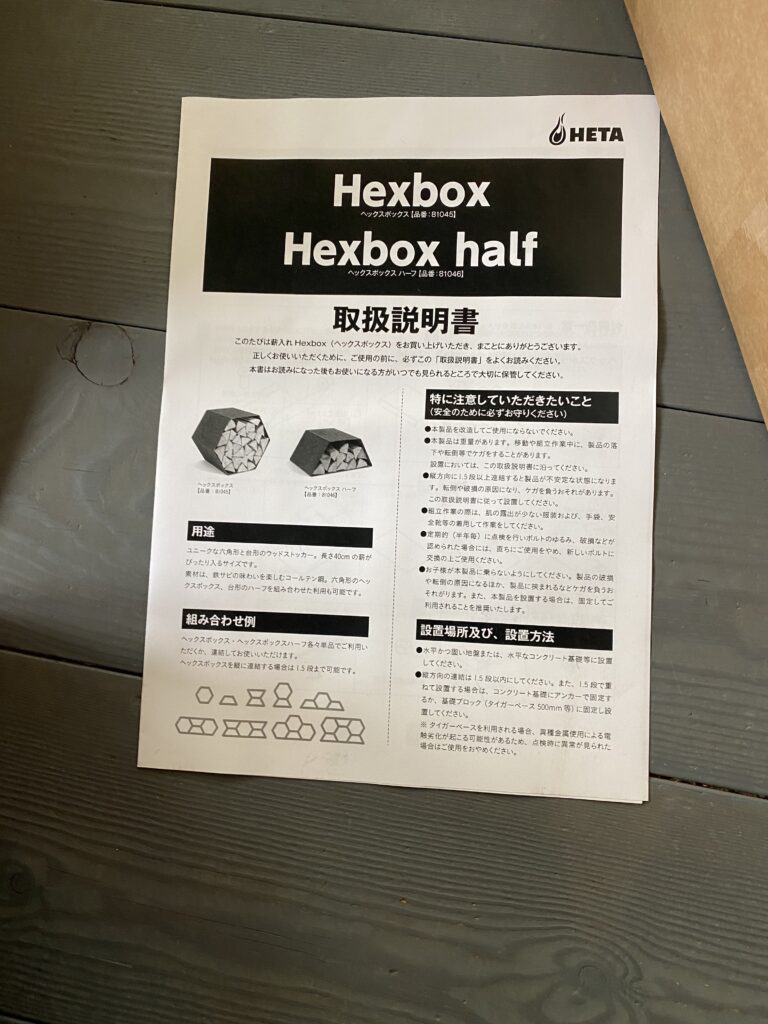 HETA
Hexbox
ヘックスボックス【品番：81045】
Hexbox half
ヘックスボックス ハーフ【品番：81046】
取扱説明書
このたびは薪入れ Hexbox（ヘックスボックス）をお買い上げいただき、まことにありがとうございます。
正しくお使いいただくために、ご使用の前に、必ずこの「取扱説明書」をよくお読みください。
本書はお読みになった後もお使いになる方がいつでも見られるところで大切に保管してください。
ヘックスボックス
【品番：81045】
ヘックスボックス ハーフ
【品番：81046】
用途
ユニークな六角形と台形のウッドストッカー。長さ40cm の薪が
ぴったり入るサイズです。
素材は、鉄サビの味わいを楽しむコールテン鋼。六角形のヘッ
クスボックス、台形のハーフを組み合わせた利用も可能です。
組み合わせ例
ヘックスボックス・ヘックスボックスハーフ各々単品でご利用い
ただくか、連結してお使いいただけます。
ヘックスボックスを縦に連結する場合は 1.5 段まで可能です。
特に注意していただきたいこと
（安全のために必ずお守りください）
●本製品を改造してご使用にならないでください。
●本製品は重量があります。移動や組立作業中に、製品の落
下や転倒等でケガをすることがあります。
設置においては、この取扱説明書に沿ってください。
●縦方向に 1.5 段以上連結すると製品が不安定な状態になりま
す。転倒や破損の原因になり、ケガを負うおそれがあります。
この取扱説明書に従って設置してください。
●組立作業の際は、肌の露出が少ない服装および、手袋、安
全靴等の着用して作業をしてください。
●定期的（半年毎）に点検を行いボルトのゆるみ、破損などが
認められた場合には、直ちにご使用をやめ、新しいボルトに
交換の上ご使用ください。
●お子様が本製品に乗らないようにしてください。製品の破損
や転倒の原因になるほか、製品に挟まれるなどケガを負うお
それがります。また、本製品を設置する場合は、固定してご
利用されることを推奨いたします。
設置場所及び、設置方法
●水平かつ固い地盤または、水平なコンクリート基礎等に設置
してください。
●縦方向の連結は 1.5 段以内にしてください。また、1.5 段で重
ねて設置する場合は、コンクリート基礎にアンカーで固定す
るか、基礎ブロック（タイガーベース 500mm 等）に固定し設
置してください。
※ タイガーベースを利用される場合、異種金属使用による電
触劣化が起こる可能性があるため、点検時に異常が見られた
場合はご使用をおやめください。